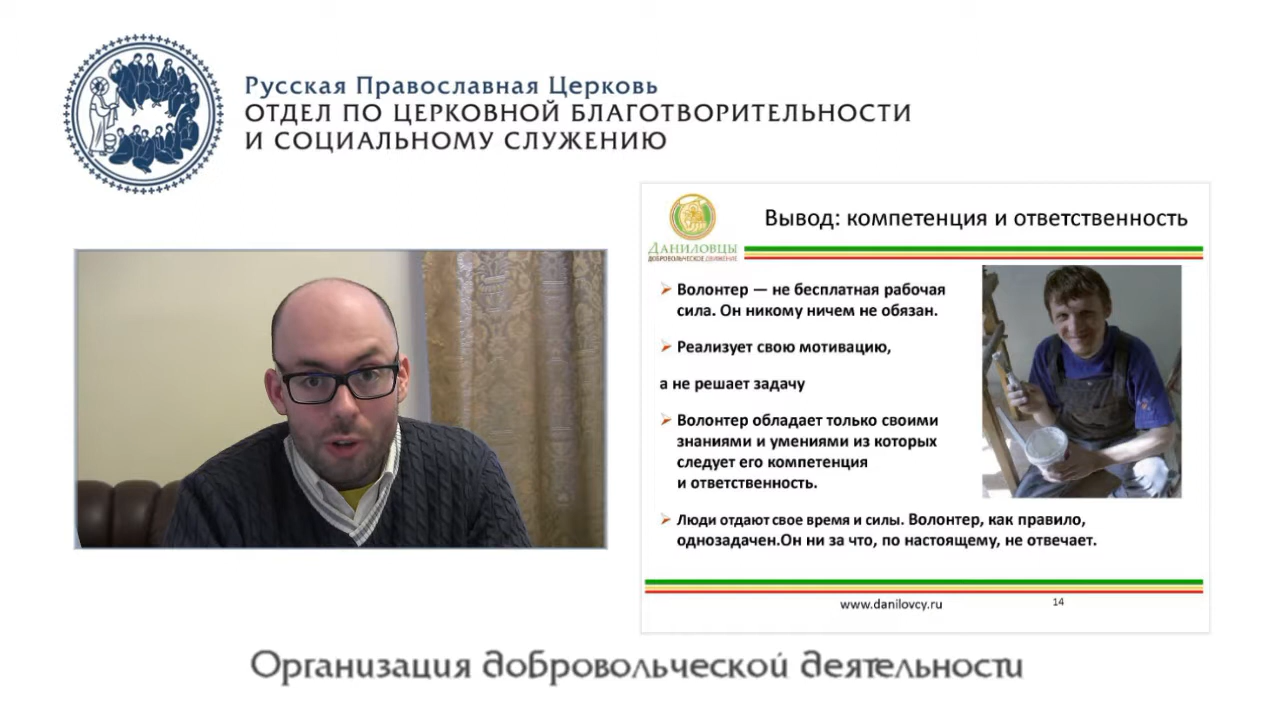 Русская Православная Церковь
ОТДЕЛ ПО ЦЕРКОВНОЙ БЛАГОТВОРИТЕЛЬНОСТИ
И СОЦИАЛЬНОМУ СЛУЖЕНИЮ
ДАНИЛОВЦЫ
ДОБРОВОЛЬЧЕСКОЕ ДВИЖЕНИЕ
Вывод: компетенция и ответственность
Волонтер — не бесплатная рабочая
сила. Он никому ничем не обязан.
Реализует свою мотивацию,
а не решает задачу
Волонтер обладает только своими
знаниями и умениями из которых
следует его компетенция
и ответственность.
Люди отдают свое время и силы. Волонтер, как правило,
однозадачен.Он ни за что, по настоящему, не отвечает.
www.danilovcy.ru
14
Организация добровольческой деятельности